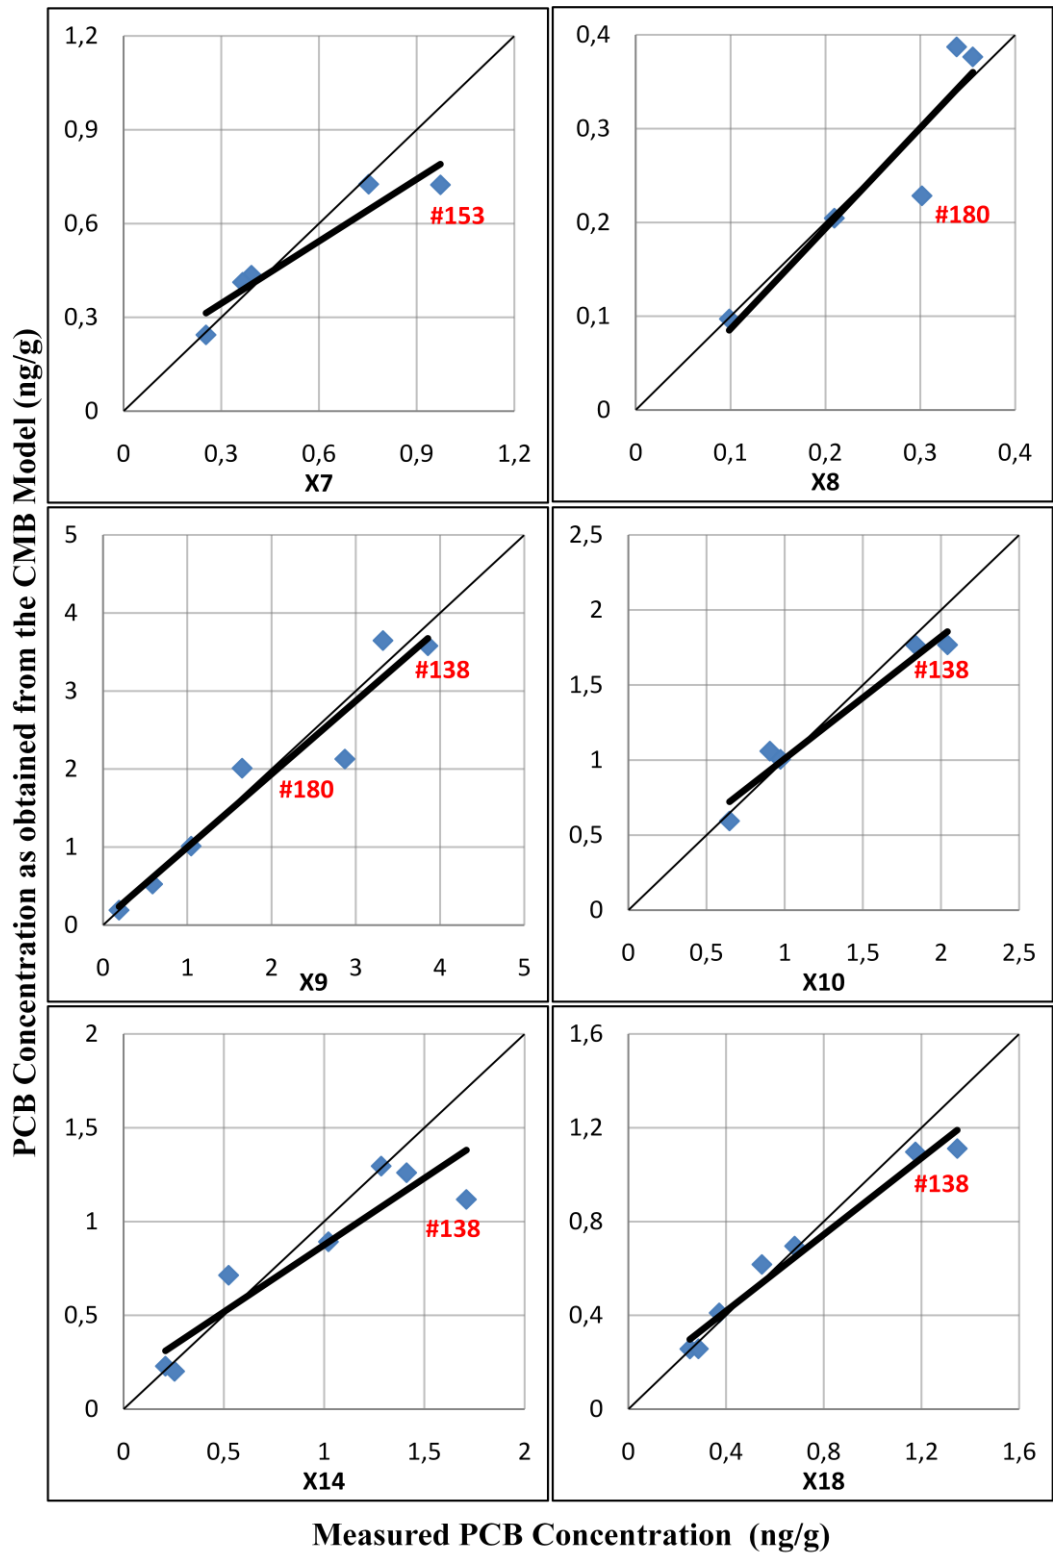 PCB Concentration as obtained from the CMB Model (ng/g)
1,2
0,9
0,6
0,3
0
0 0,3 0,6 0,9 1,2
#153
X7
0,4
0,3
0,2
0,1
0
0 0,1 0,2 0,3 0,4
#180
X8
5
4
3
2
1
0
0 1 2 3 4 5
#138
#180
X9
2,5
2
1,5
1
0,5
0
0 0,5 1 1,5 2 2,5
#138
X10
2
1,5
1
0,5
0
0 0,5 1 1,5 2
#138
X14
1,6
1,2
0,8
0,4
0
0 0,4 0,8 1,2 1,6
#138
X18
Measured PCB Concentration (ng/g)